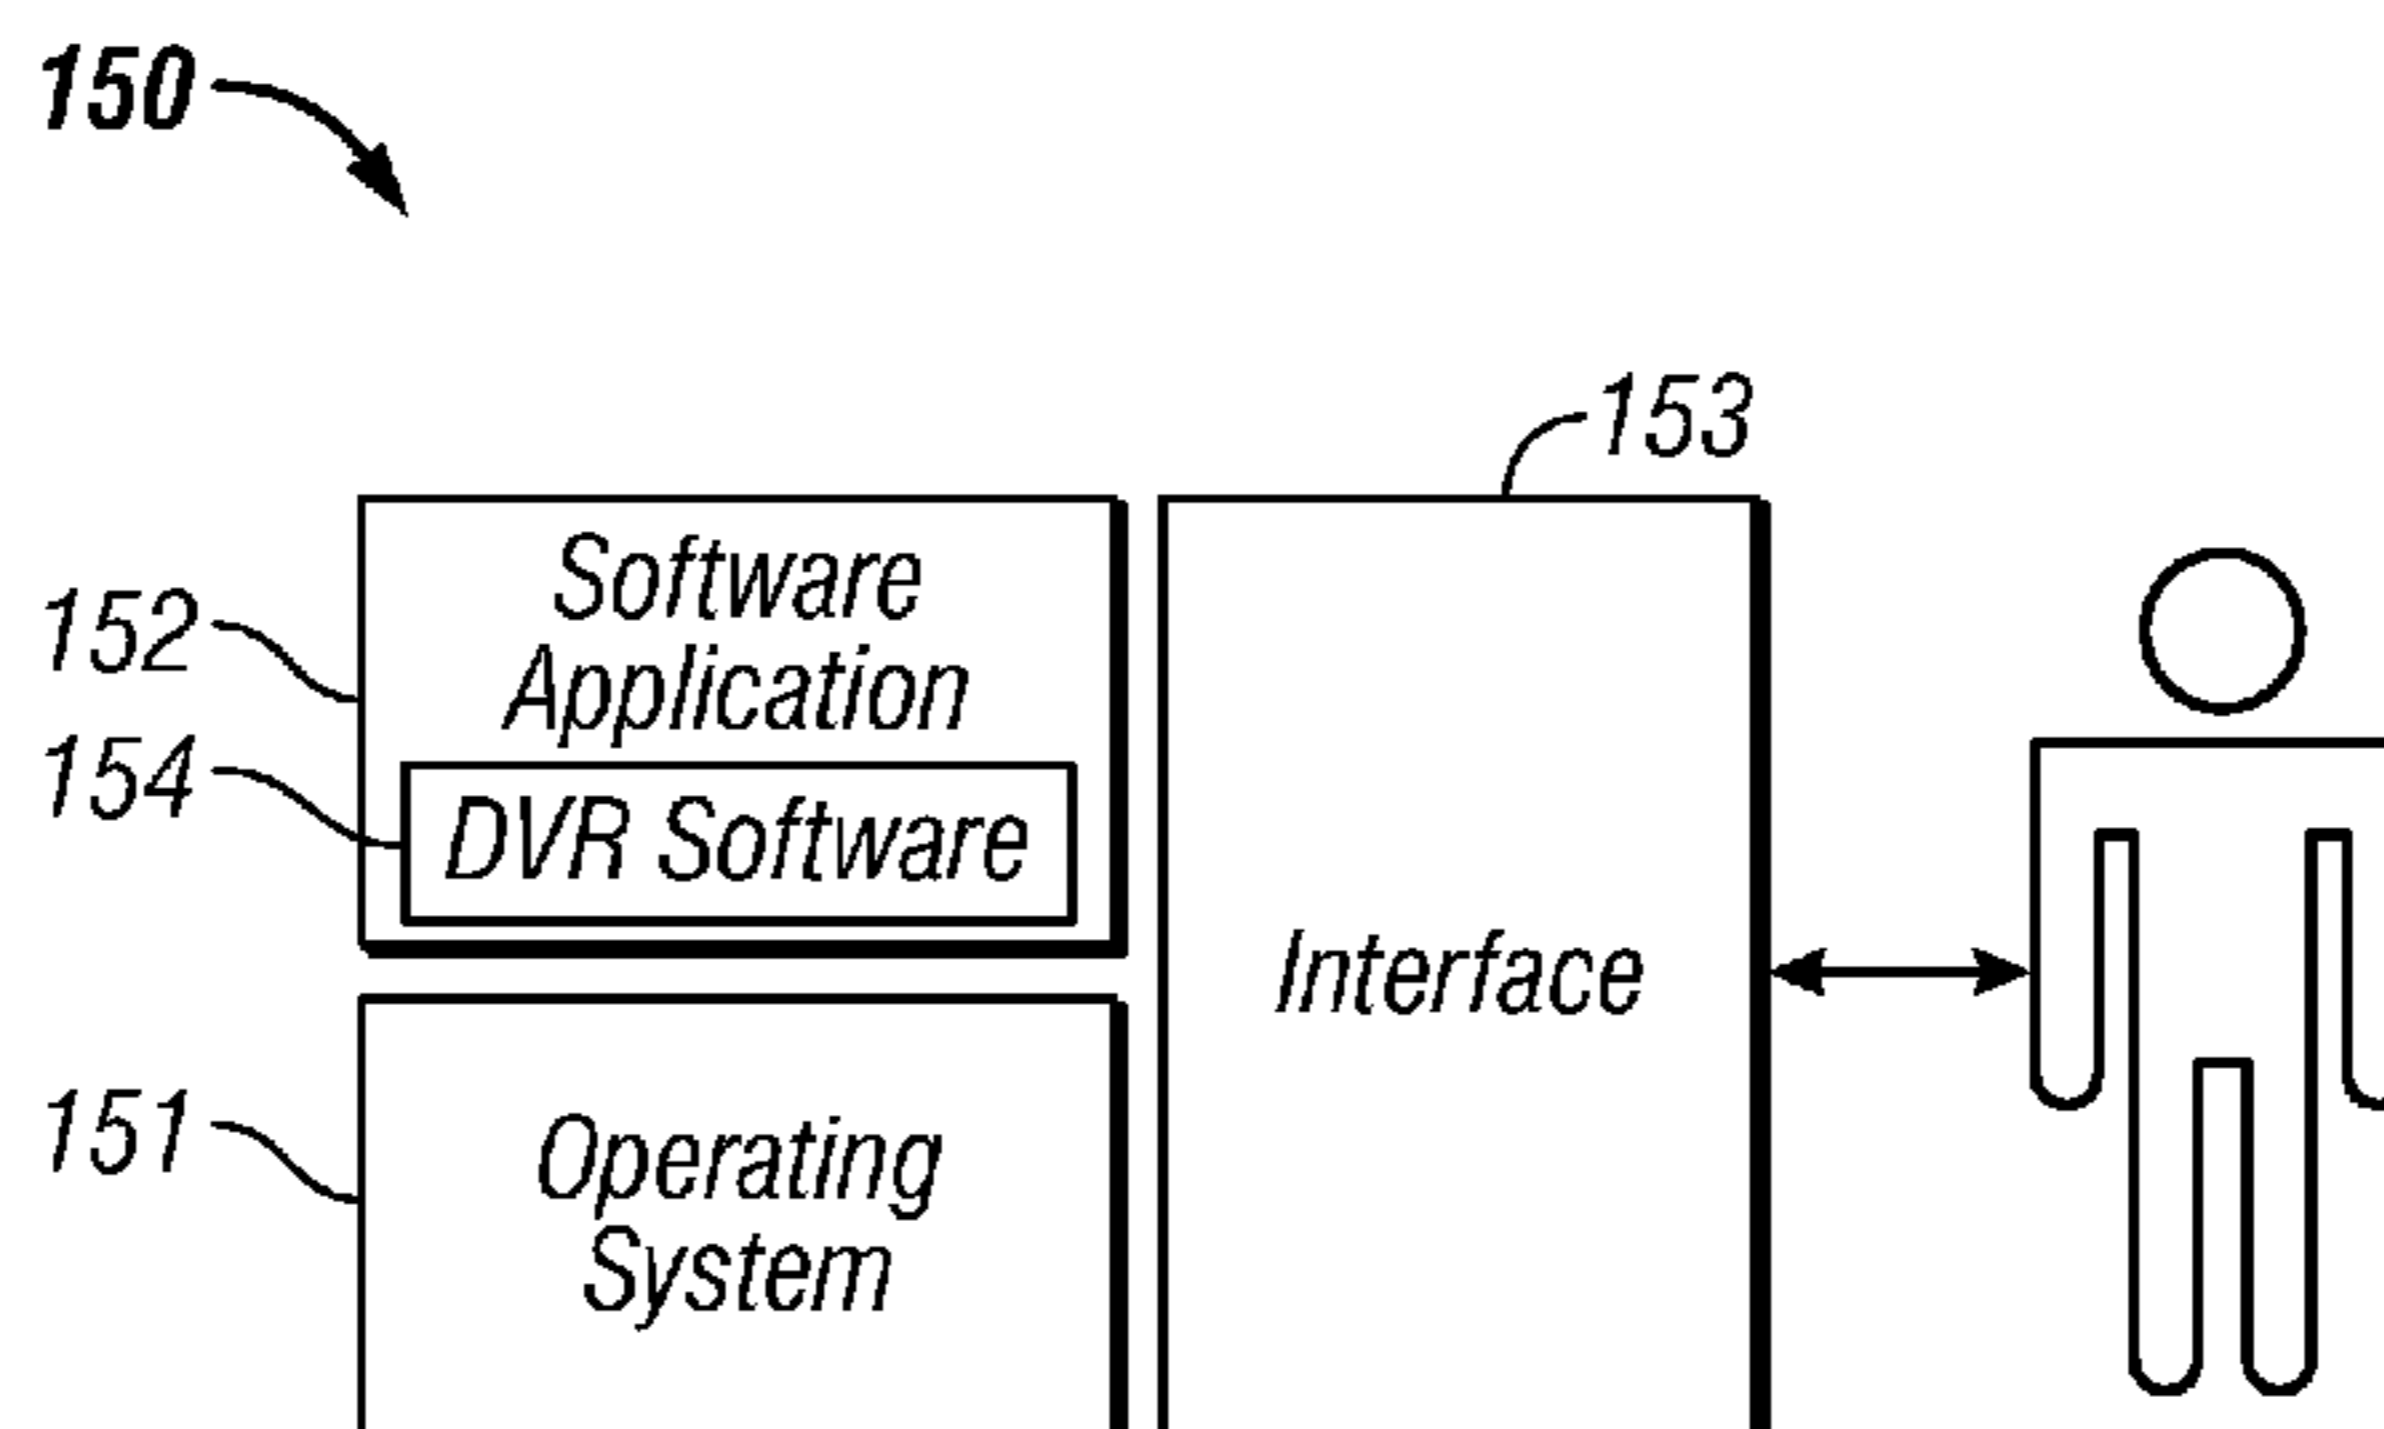 150
153
Software
Application
152
154
DVR Software
Interface
151
Operating
System